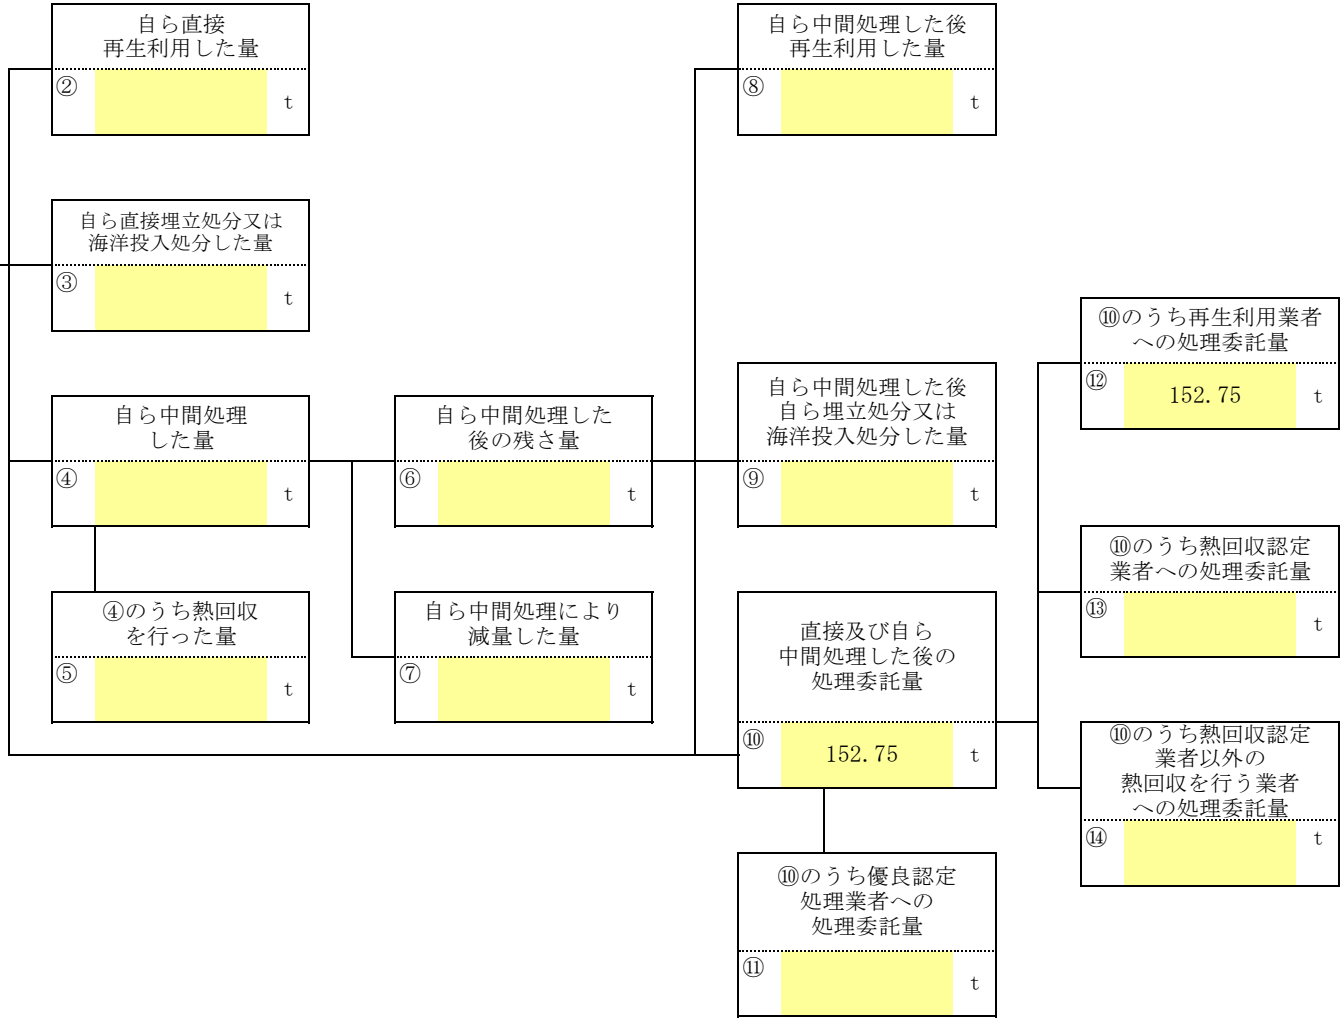 自ら直接
再生利用した量
②
t
自ら中間処理した後
再生利用した量
⑧
t
自ら直接埋立処分又は
海洋投入処分した量
③
t
⑩のうち再生利用業者
への処理委託量
⑫
152.75
t
自ら中間処理
した量
④
t
自ら中間処理した
後の残さ量
⑥
t
自ら中間処理した後
自ら埋立処分又は
海洋投入処分した量
⑨
t
⑩のうち熱回収認定
業者への処理委託量
⑬
t
④のうち熱回収
を行った量
⑤
t
自ら中間処理により
減量した量
⑦
t
直接及び自ら
中間処理した後の
処理委託量
⑩
152.75
t
⑩のうち熱回収認定
業者以外の
熱回収を行う業者
への処理委託量
⑭
t
⑩のうち優良認定
処理業者への
処理委託量
⑪
t